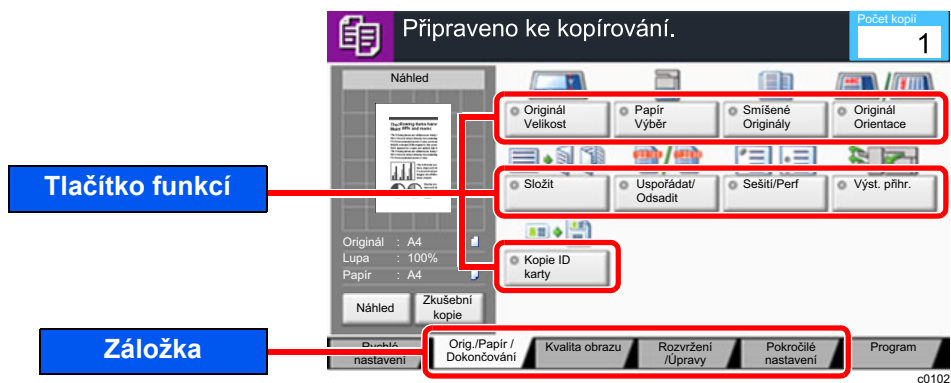 Připraveno ke kopírování.
Počet kopií
1
Náhled
Originál
Velikost
Papír
Výběr
Smíšené
Originály
Originál
Orientace
Tlačítko funkcí
Složit
Uspořádat/
Odsadit
Sešití/Perf
Výst. přihr.
Originál : A4
Lupa : 100%
Papír : A4
Kopie ID
karty
Náhled
Zkušební
kopie
Záložka
Rychlé
nastavení
Orig./Papír /
Dokončování
Kvalita obrazu
Rozvržení
/Úpravy
Pokročilé
nastavení
Program
c0102